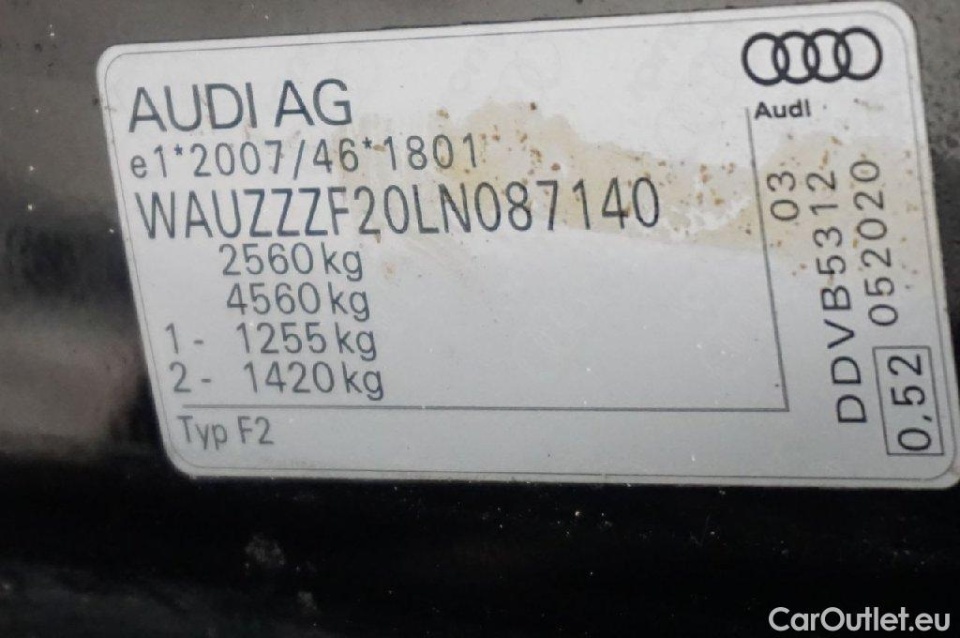 AUDI AG
e1*2007/46*1801
WAUZZZF20LN087140
2560 kg
4560 kg
1- 1255 kg
2- 1420 kg
Typ F2
Audi
03
DDVB5312
052020
0,52
CarOutlet.eu